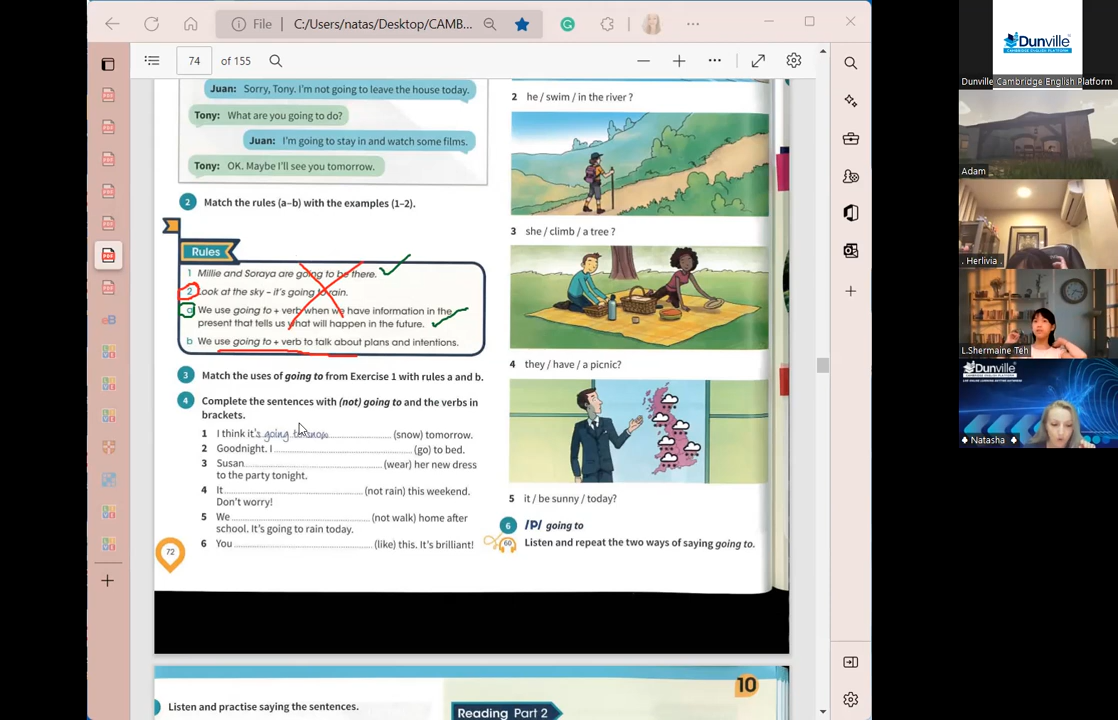 File
C:/Users/natas/Desktop/CAMB...
74
of 155
Juan: Sorry, Tony. I'm not going to leave the house today.
Tony: What are you going to do?
Juan: I'm going to stay in and watch some films.
Tony: OK. Maybe I'll see you tomorrow.
2 Match the rules (a–b) with the examples (1–2).
Rules
1 Millie and Soraya are going to be there.
2 Look at the sky – it's going to rain.
a We use going to + verb when we have information in the
present that tells us what will happen in the future.
b We use going to + verb to talk about plans and intentions.
3 Match the uses of going to from Exercise 1 with rules a and b.
4 Complete the sentences with (not) going to and the verbs in
brackets.
1 I think it's going to snow (snow) tomorrow.
2 Goodnight. I (go) to bed.
3 Susan (wear) her new dress
to the party tonight.
4 It (not rain) this weekend.
Don't worry!
5 We (not walk) home after
school. It's going to rain today.
6 You (like) this. It's brilliant!
72
2 he / swim / in the river?
3 she / climb / a tree?
4 they / have / a picnic?
5 it / be sunny / today?
6 /P/ going to
60 Listen and repeat the two ways of saying going to.
Listen and practise saying the sentences.
10
Reading Part 2
Dunville
Dunville Cambridge English Platform
Adam
. Herlivia .
L.Shermaine Teh
Dunville
Natasha